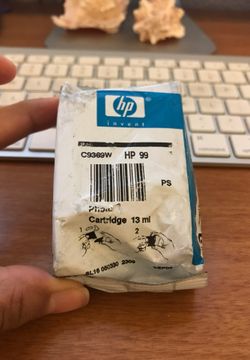 hp
invent
C9369W HP 99
PS
Photo
Cartridge 13 ml
1 2